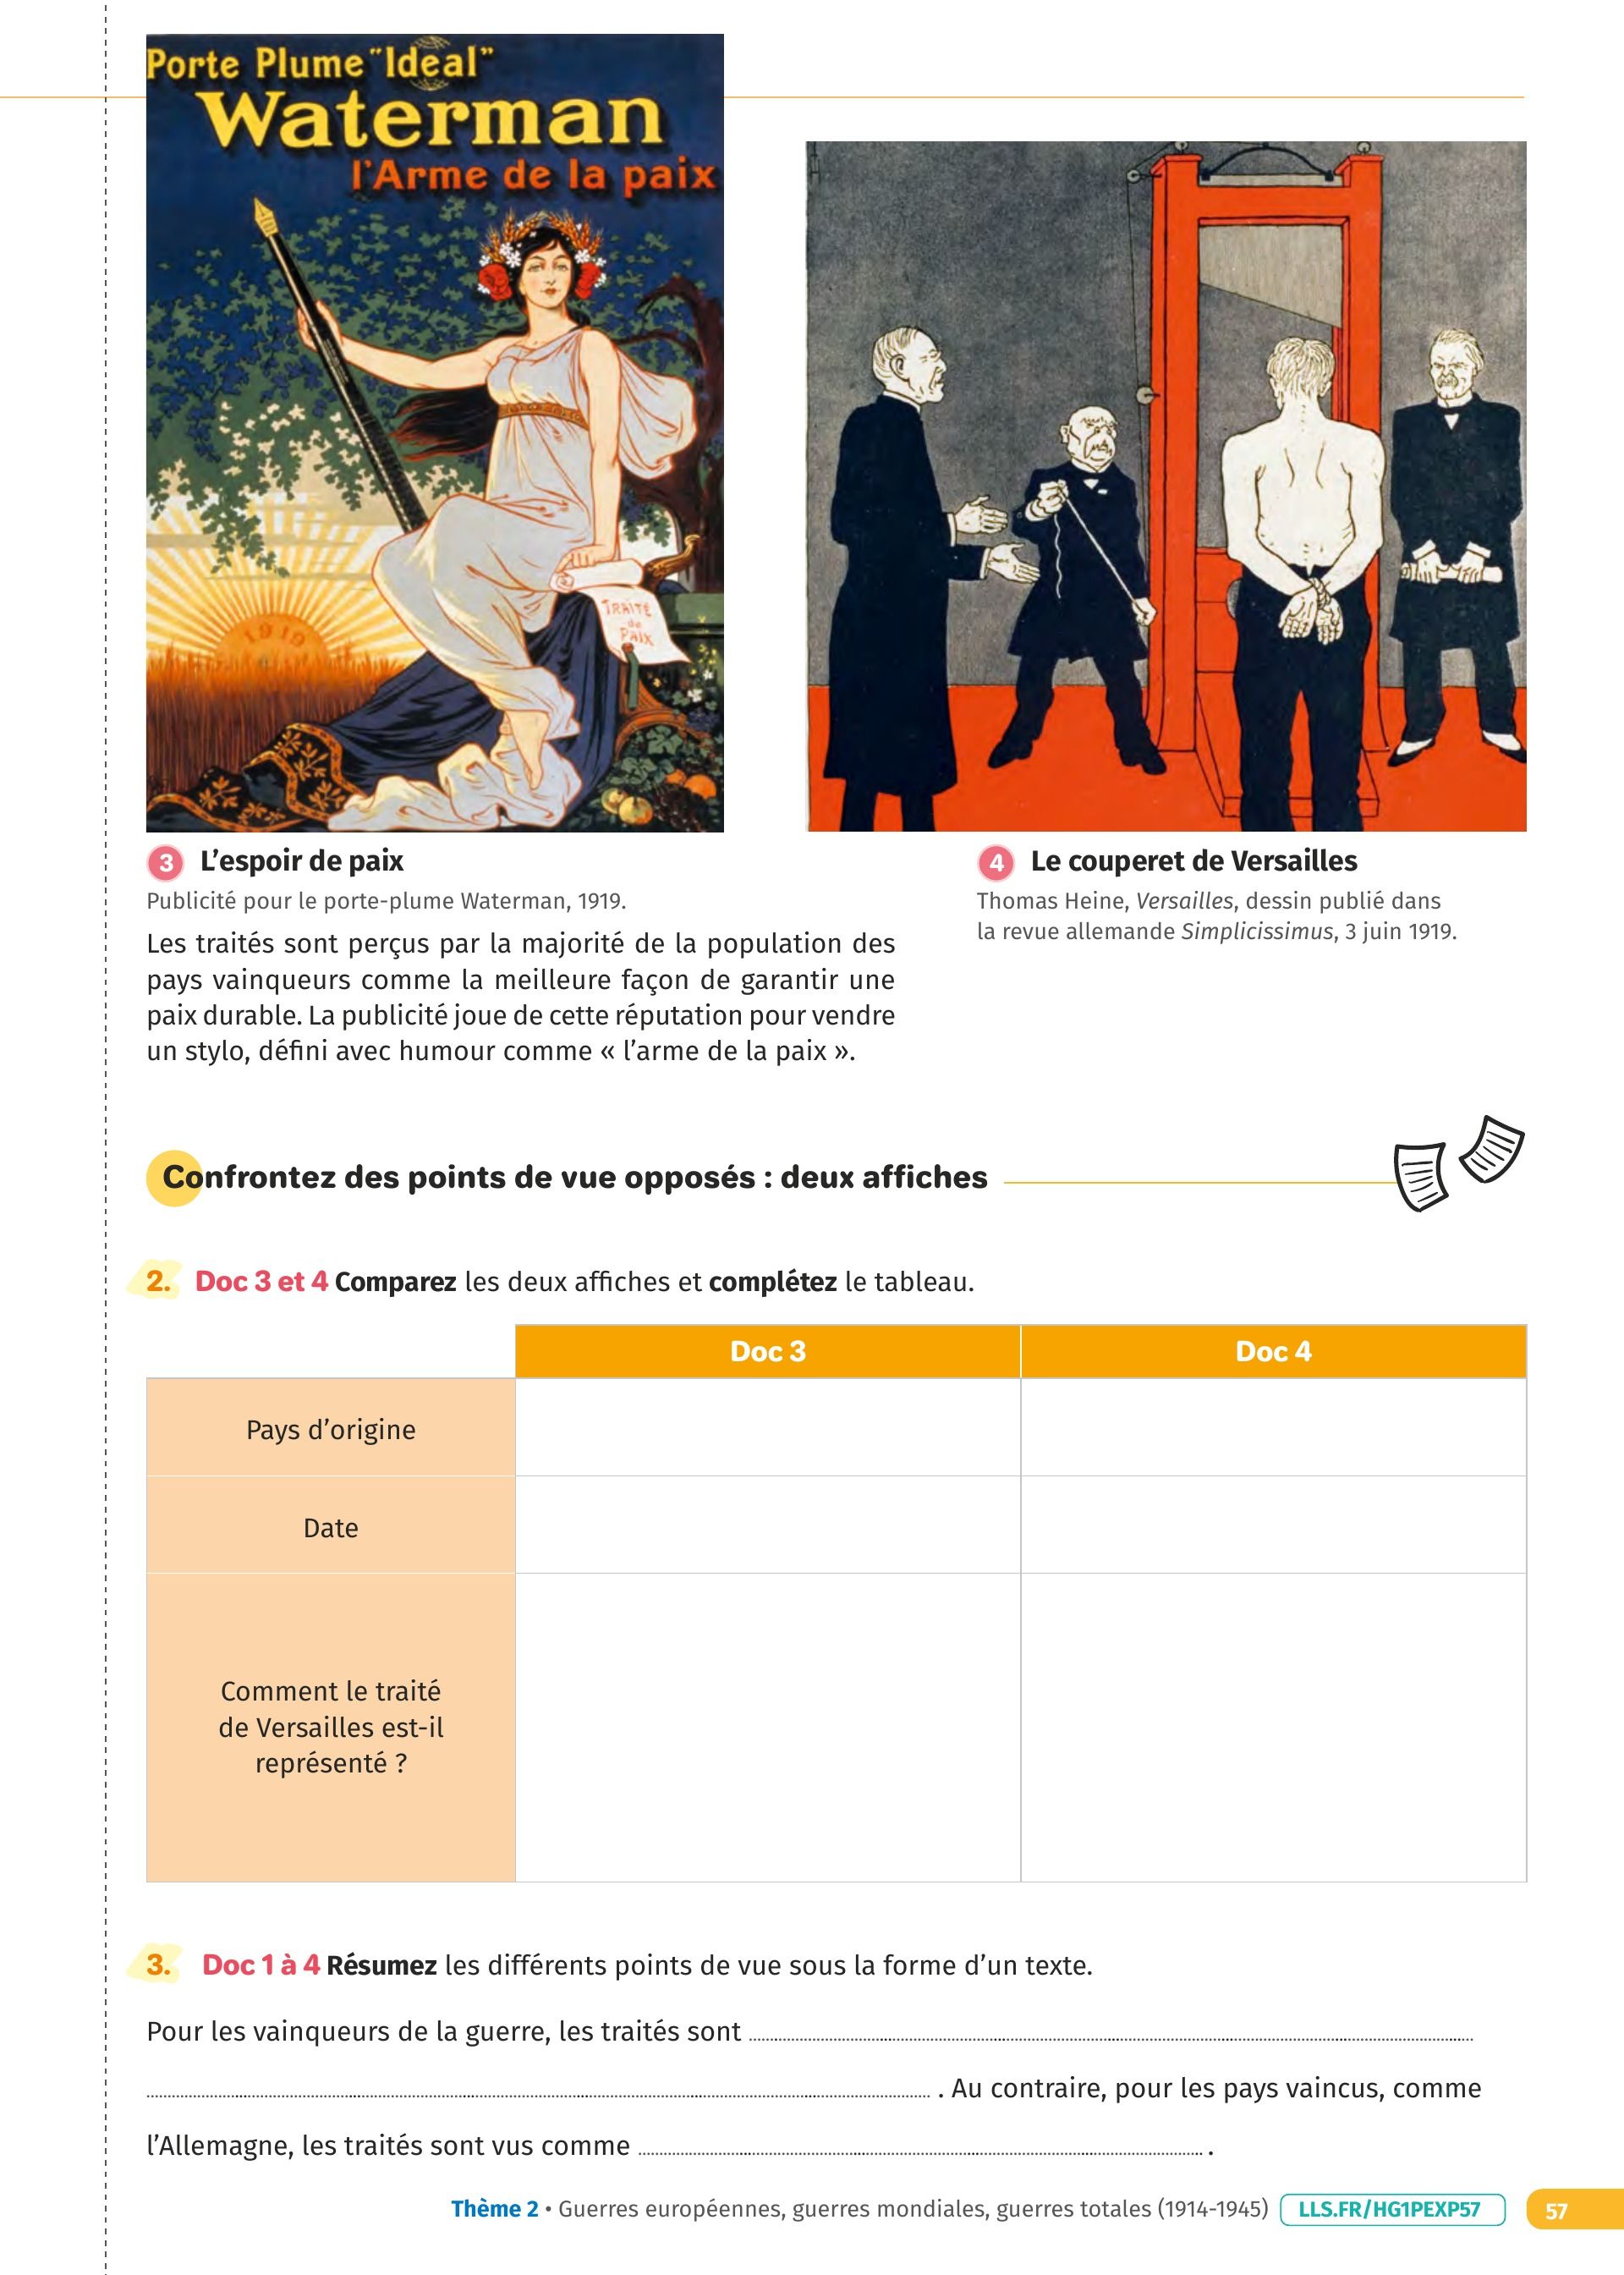 Porte Plume "Ideal"
Waterman
l'Arme de la paix
1919
TRAITÉ
de
PAIX
3 L'espoir de paix
Publicité pour le porte-plume Waterman, 1919.
Les traités sont perçus par la majorité de la population des
pays vainqueurs comme la meilleure façon de garantir une
paix durable. La publicité joue de cette réputation pour vendre
un stylo, défini avec humour comme « l'arme de la paix ».
4 Le couperet de Versailles
Thomas Heine, Versailles, dessin publié dans
la revue allemande Simplicissimus, 3 juin 1919.
Confrontez des points de vue opposés : deux affiches
2. Doc 3 et 4 Comparez les deux affiches et complétez le tableau.
Doc 3
Doc 4
Pays d'origine
Date
Comment le traité
de Versailles est-il
représenté ?
3. Doc 1 à 4 Résumez les différents points de vue sous la forme d'un texte.
Pour les vainqueurs de la guerre, les traités sont
. Au contraire, pour les pays vaincus, comme
l'Allemagne, les traités sont vus comme .
Thème 2 • Guerres européennes, guerres mondiales, guerres totales (1914-1945) LLS.FR/HG1PEXP57 57